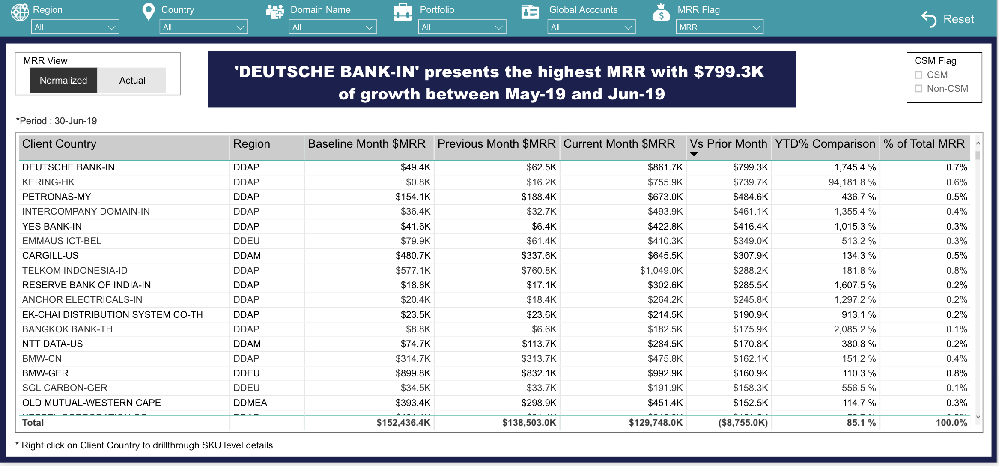 Region Country Domain Name Portfolio Global Accounts MRR Flag
All All All All All MRR Reset
MRR View
Normalized Actual
'DEUTSCHE BANK-IN' presents the highest MRR with $799.3K
of growth between May-19 and Jun-19
CSM Flag
CSM
Non-CSM
*Period : 30-Jun-19
Client Country Region Baseline Month $MRR Previous Month $MRR Current Month $MRR Vs Prior Month YTD% Comparison % of Total MRR
DEUTSCHE BANK-IN DDAP $49.4K $62.5K $861.7K $799.3K 1,745.4 % 0.7%
KERING-HK DDAP $0.8K $16.2K $755.9K $739.7K 94,181.8 % 0.6%
PETRONAS-MY DDAP $154.1K $188.4K $673.0K $484.6K 436.7 % 0.5%
INTERCOMPANY DOMAIN-IN DDAP $36.4K $32.7K $493.9K $461.1K 1,355.4 % 0.4%
YES BANK-IN DDAP $41.6K $6.4K $422.8K $416.4K 1,015.3 % 0.3%
EMMAUS ICT-BEL DDEU $79.9K $61.4K $410.3K $349.0K 513.2 % 0.3%
CARGILL-US DDAM $480.7K $337.6K $645.5K $307.9K 134.3 % 0.5%
TELKOM INDONESIA-ID DDAP $577.1K $760.8K $1,049.0K $288.2K 181.8 % 0.8%
RESERVE BANK OF INDIA-IN DDAP $18.8K $17.1K $302.6K $285.5K 1,607.5 % 0.2%
ANCHOR ELECTRICALS-IN DDAP $20.4K $18.4K $264.2K $245.8K 1,297.2 % 0.2%
EK-CHAI DISTRIBUTION SYSTEM CO-TH DDAP $23.5K $23.6K $214.5K $190.9K 913.1 % 0.2%
BANGKOK BANK-TH DDAP $8.8K $6.6K $182.5K $175.9K 2,085.2 % 0.1%
NTT DATA-US DDAM $74.7K $113.7K $284.5K $170.8K 380.8 % 0.2%
BMW-CN DDAP $314.7K $313.7K $475.8K $162.1K 151.2 % 0.4%
BMW-GER DDEU $899.8K $832.1K $992.9K $160.9K 110.3 % 0.8%
SGL CARBON-GER DDEU $34.5K $33.7K $191.9K $158.3K 556.5 % 0.1%
OLD MUTUAL-WESTERN CAPE DDMEA $393.4K $298.9K $451.4K $152.5K 114.7 % 0.3%
Total $152,436.4K $138,503.0K $129,748.0K ($8,755.0K) 85.1 % 100.0%
* Right click on Client Country to drillthrough SKU level details